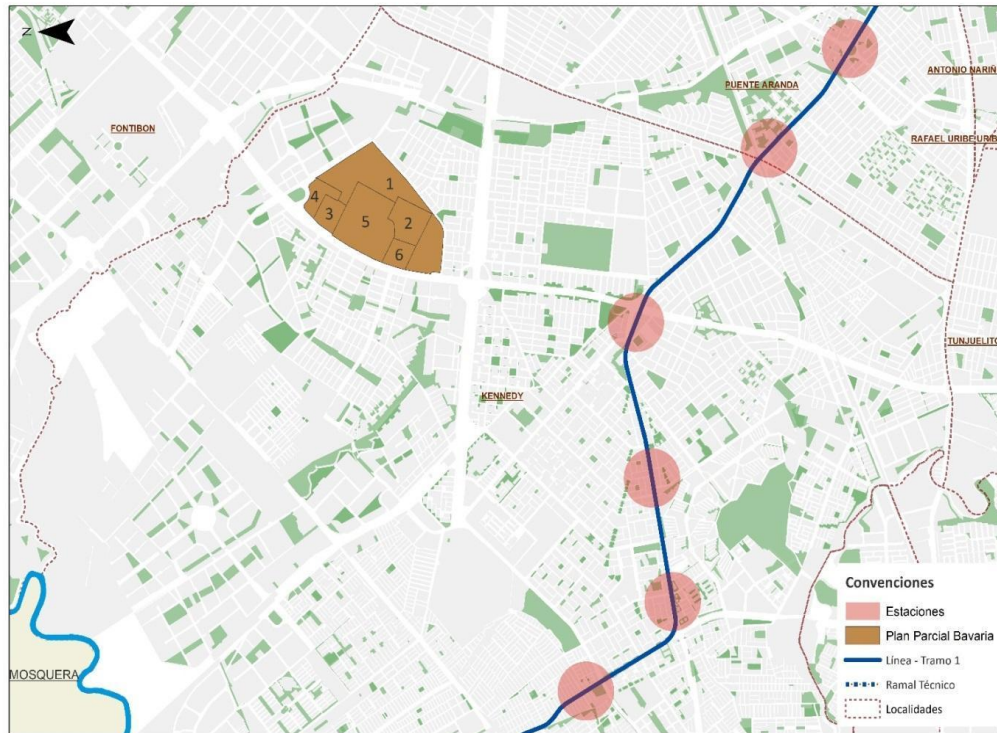 N
FONTIBON
PUENTE ARANDA
ANTONIO NARIÑ
RAFAEL URIBE URIBE
4
1
3
5
2
6
TUNJUELITO
KENNEDY
MOSQUERA
Convenciones
Estaciones
Plan Parcial Bavaria
Línea - Tramo 1
Ramal Técnico
Localidades